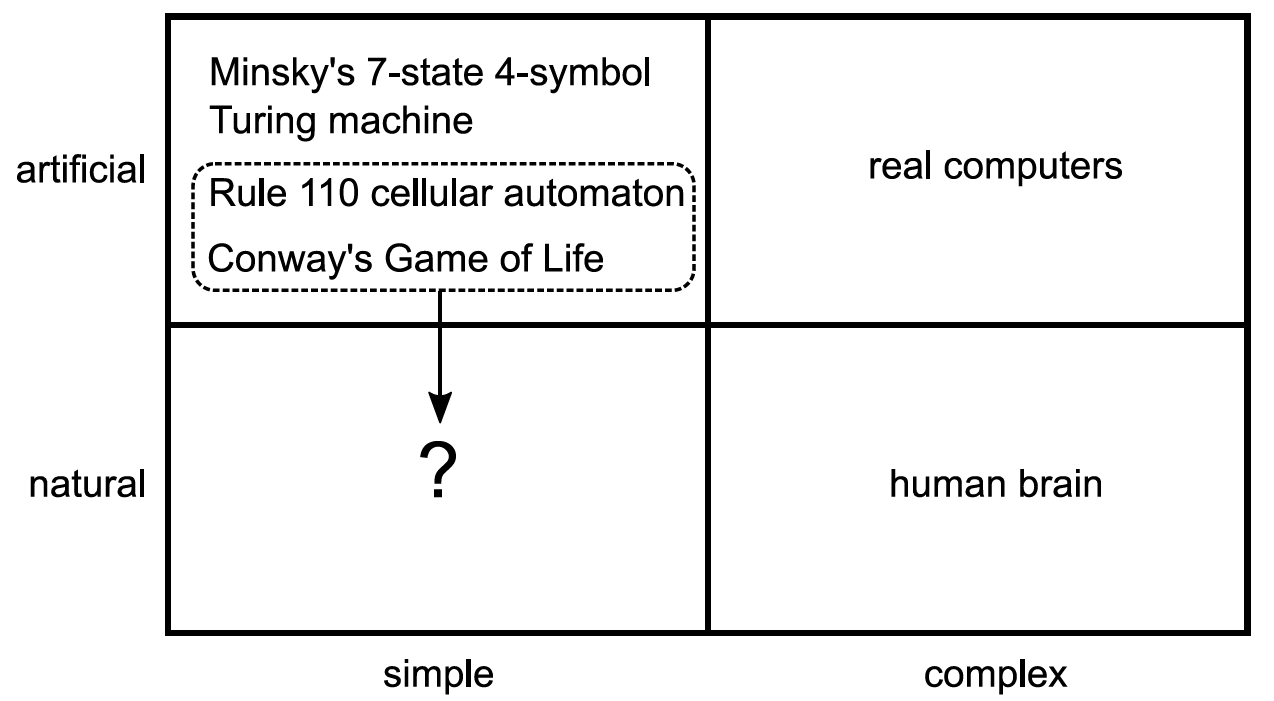 Minsky's 7-state 4-symbol
Turing machine
artificial
real computers
Rule 110 cellular automaton
Conway's Game of Life
?
natural
human brain
simple
complex